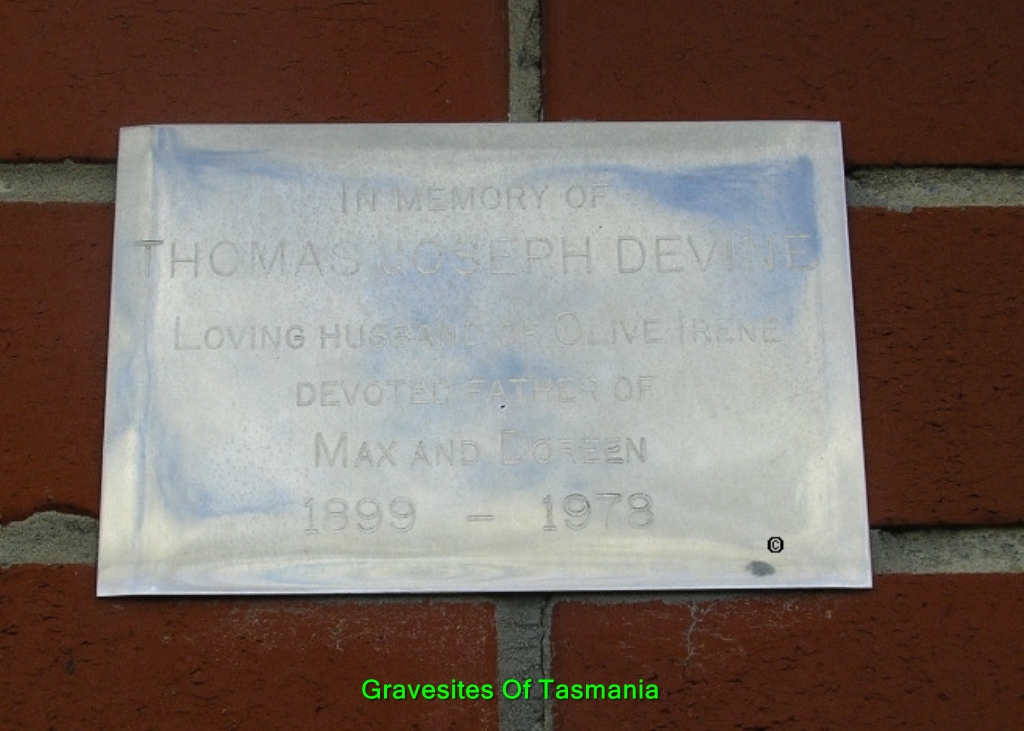 IN MEMORY OF
THOMAS JOSEPH DEVINE
LOVING HUSBAND OF OLIVE IRENE
DEVOTED FATHER OF
MAX AND DOREEN
1899 - 1978
©
Gravesites Of Tasmania